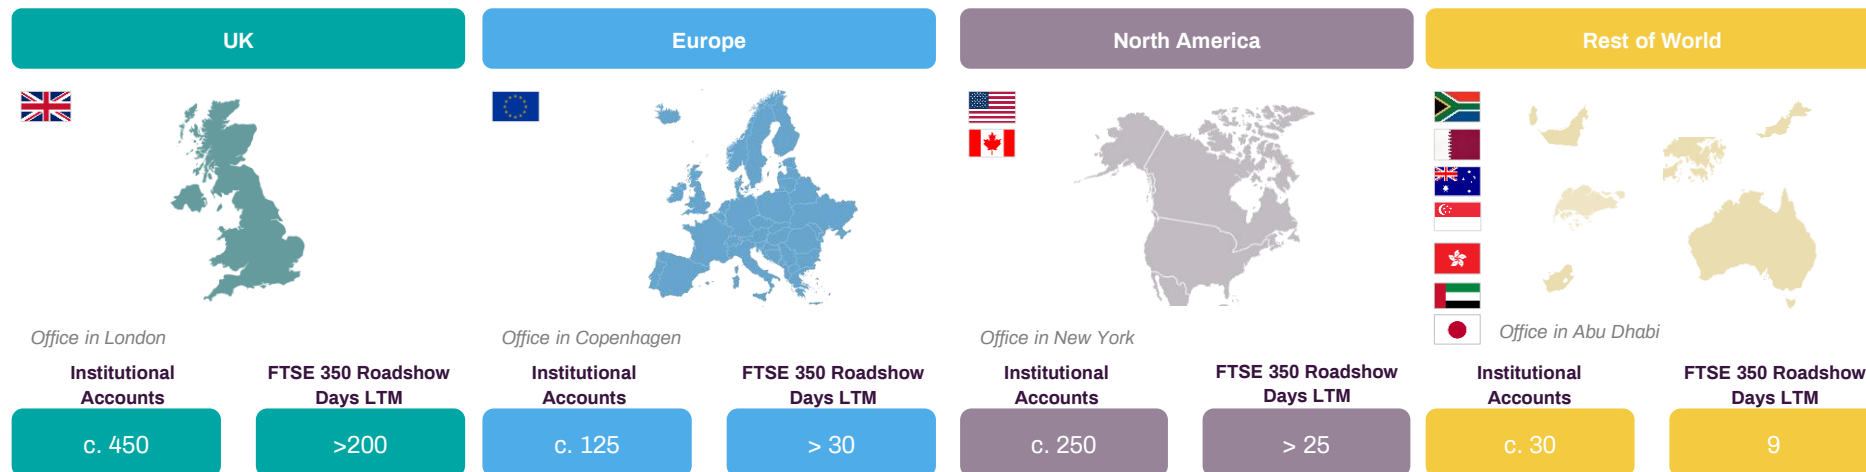 UK
Europe
North America
Rest of World
Office in London
Office in Copenhagen
Office in New York
Office in Abu Dhabi
Institutional
Accounts
FTSE 350 Roadshow
Days LTM
Institutional
Accounts
FTSE 350 Roadshow
Days LTM
Institutional
Accounts
FTSE 350 Roadshow
Days LTM
Institutional
Accounts
FTSE 350 Roadshow
Days LTM
c. 450
>200
c. 125
> 30
c. 250
> 25
c. 30
9